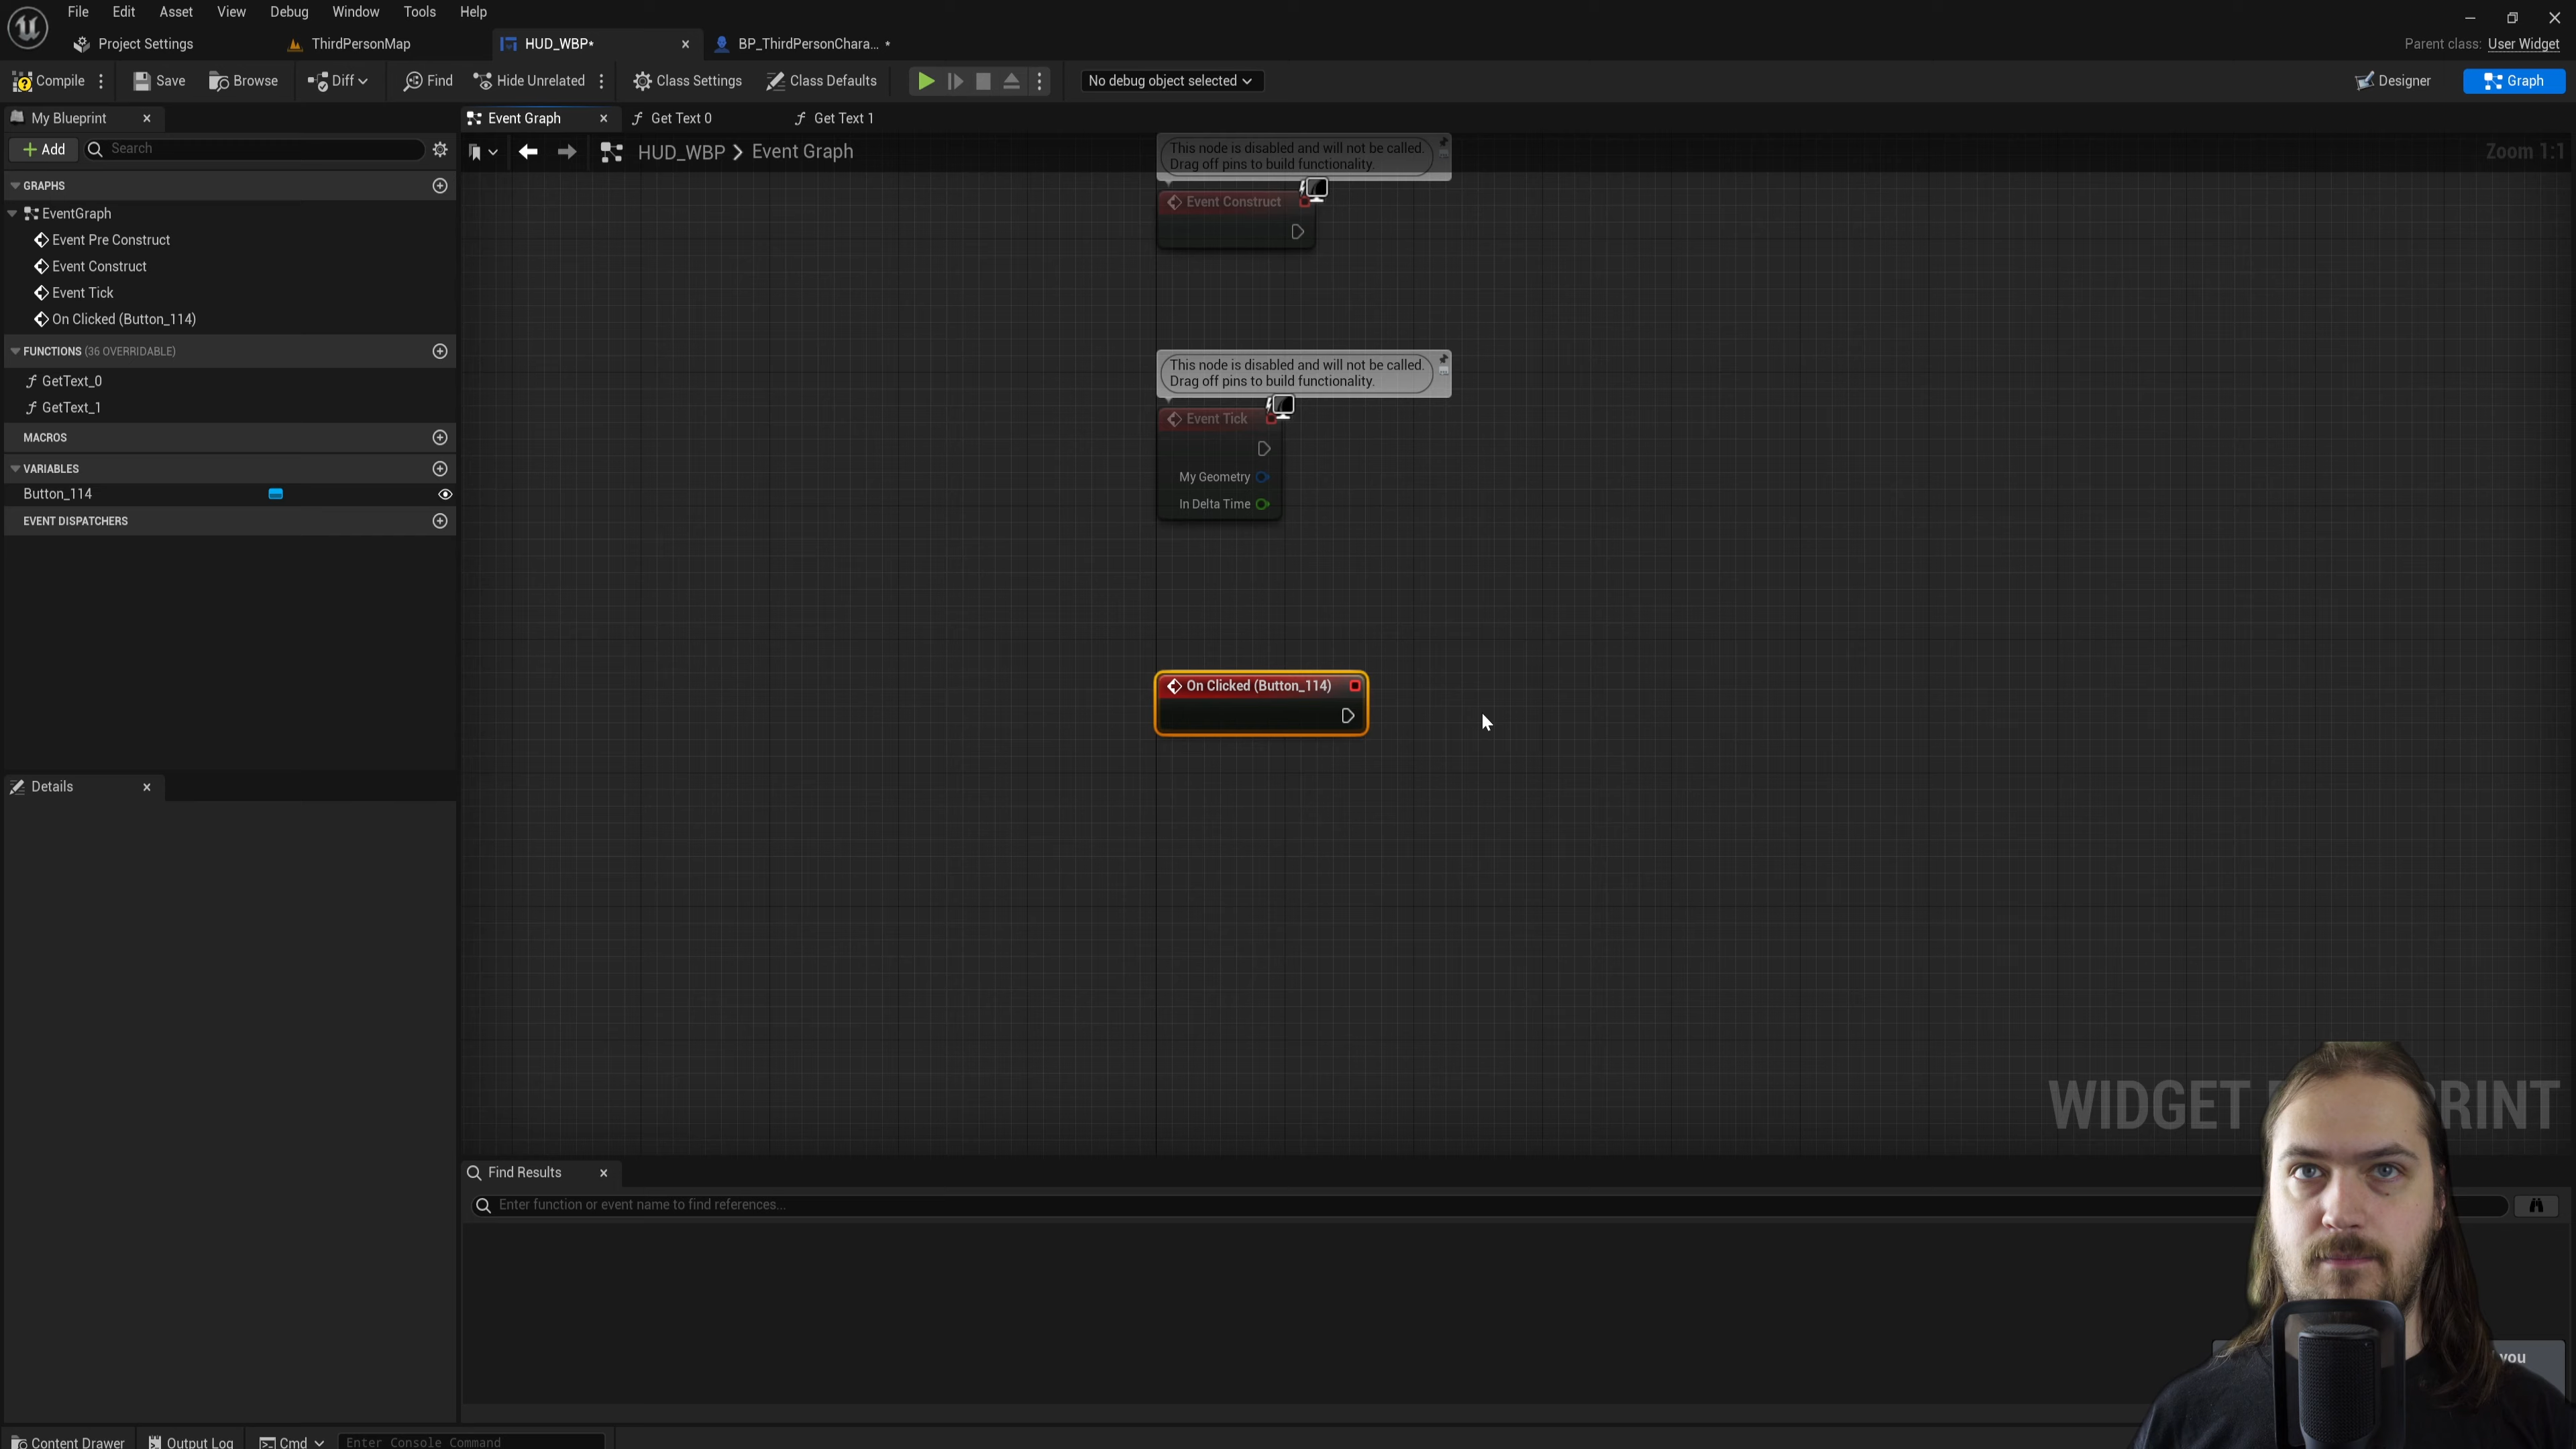 File Edit Asset View Debug Window Tools Help
Project Settings ThirdPersonMap HUD_WBP* BP_ThirdPersonChara... * Parent class: User Widget
Compile Save Browse Diff Find Hide Unrelated Class Settings Class Defaults No debug object selected Designer Graph
My Blueprint Event Graph Get Text 0 Get Text 1
Add Search HUD_WBP > Event Graph Zoom 1:1
GRAPHS
EventGraph
Event Pre Construct
Event Construct
Event Tick
On Clicked (Button_114)
FUNCTIONS (36 OVERRIDABLE)
GetText_0
GetText_1
MACROS
VARIABLES
Button_114
EVENT DISPATCHERS
Details
This node is disabled and will not be called.
Drag off pins to build functionality.
Event Construct
This node is disabled and will not be called.
Drag off pins to build functionality.
Event Tick
My Geometry
In Delta Time
On Clicked (Button_114)
WIDGET RINT
Find Results
Enter function or event name to find references...
you
Content Drawer Output Log Cmd Enter Console Command